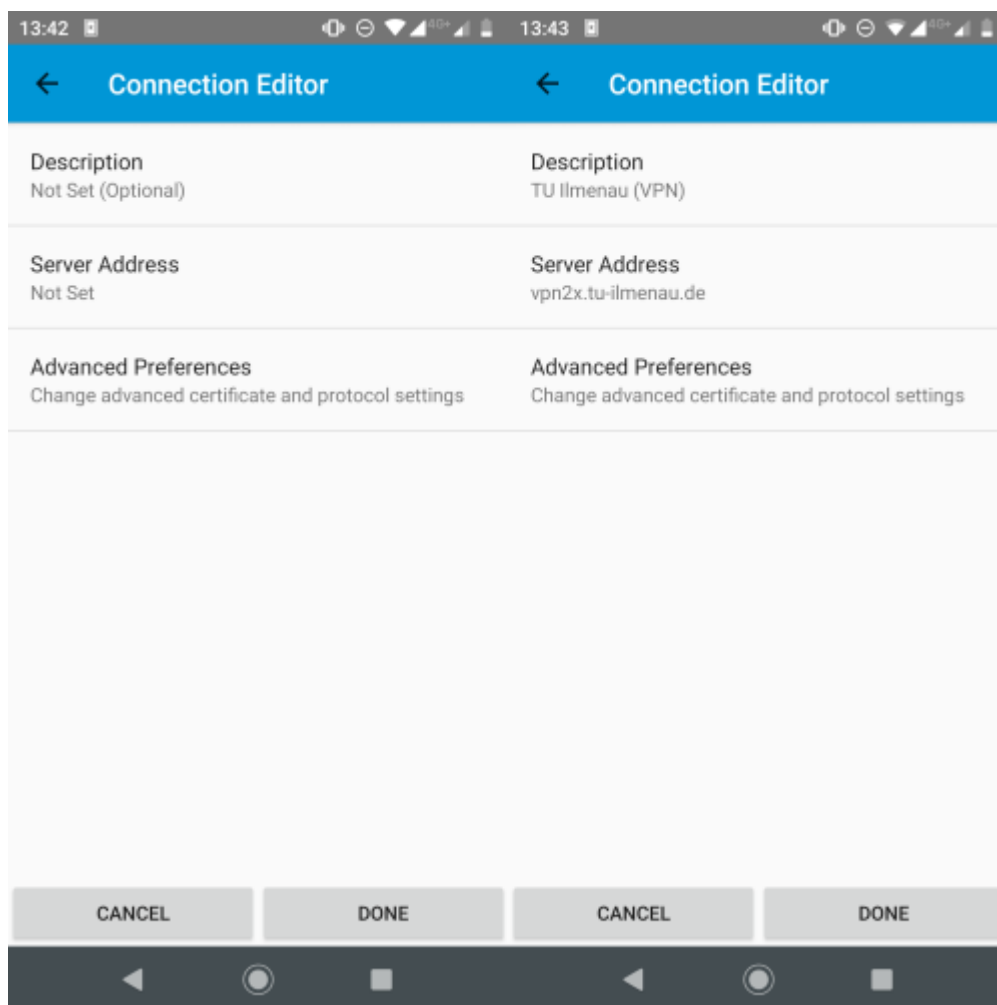 13:42
4G+
Connection Editor
Description
Not Set (Optional)
Server Address
Not Set
Advanced Preferences
Change advanced certificate and protocol settings
CANCEL
DONE
13:43
4G+
Connection Editor
Description
TU Ilmenau (VPN)
Server Address
vpn2x.tu-ilmenau.de
Advanced Preferences
Change advanced certificate and protocol settings
CANCEL
DONE